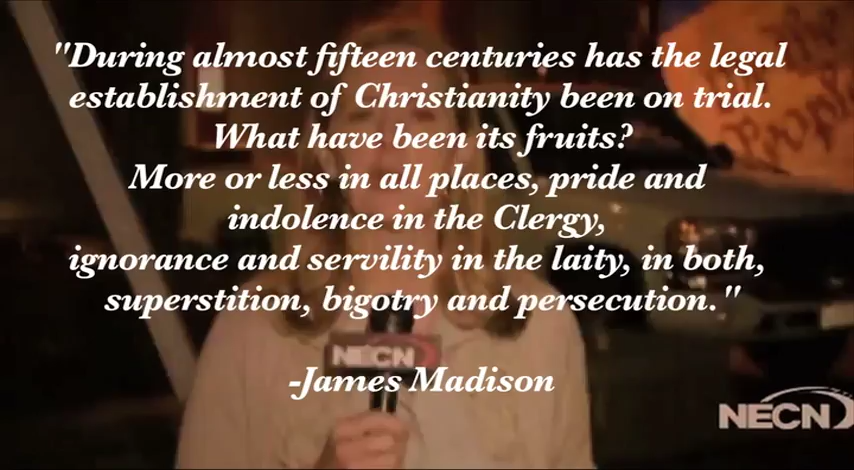 "During almost fifteen centuries has the legal
establishment of Christianity been on trial.
What have been its fruits?
More or less in all places, pride and
indolence in the Clergy,
ignorance and servility in the laity, in both,
superstition, bigotry and persecution."
NECN
-James Madison
NECN